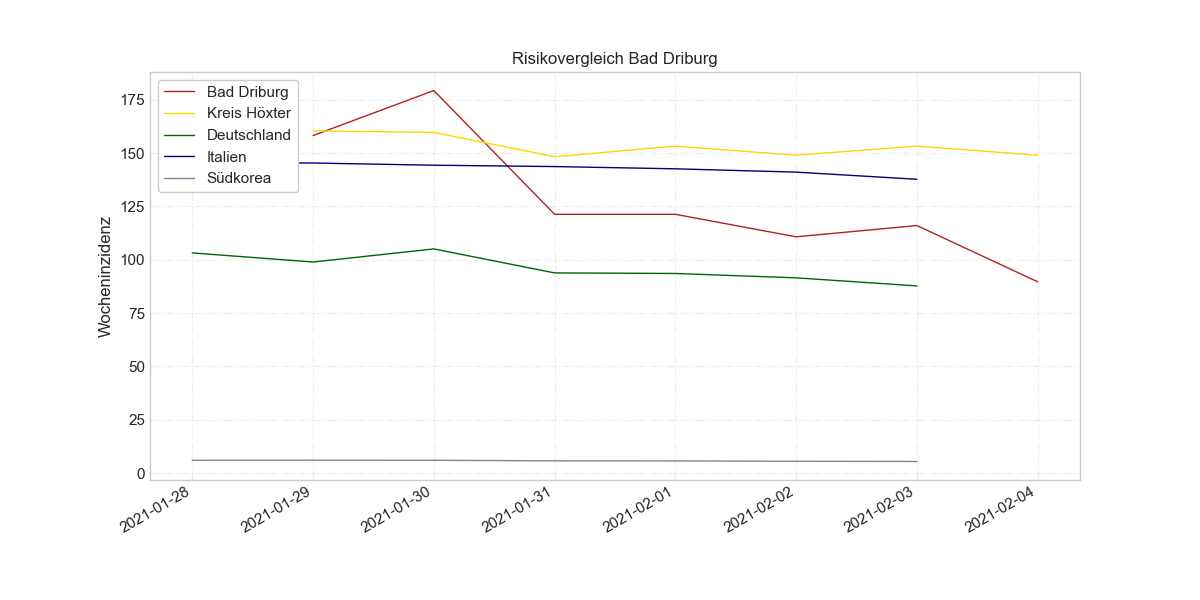 Risikovergleich Bad Driburg
Bad Driburg
Kreis Höxter
Deutschland
Italien
Südkorea
Wocheninzidenz
175
150
125
100
75
50
25
0
2021-01-28
2021-01-29
2021-01-30
2021-01-31
2021-02-01
2021-02-02
2021-02-03
2021-02-04